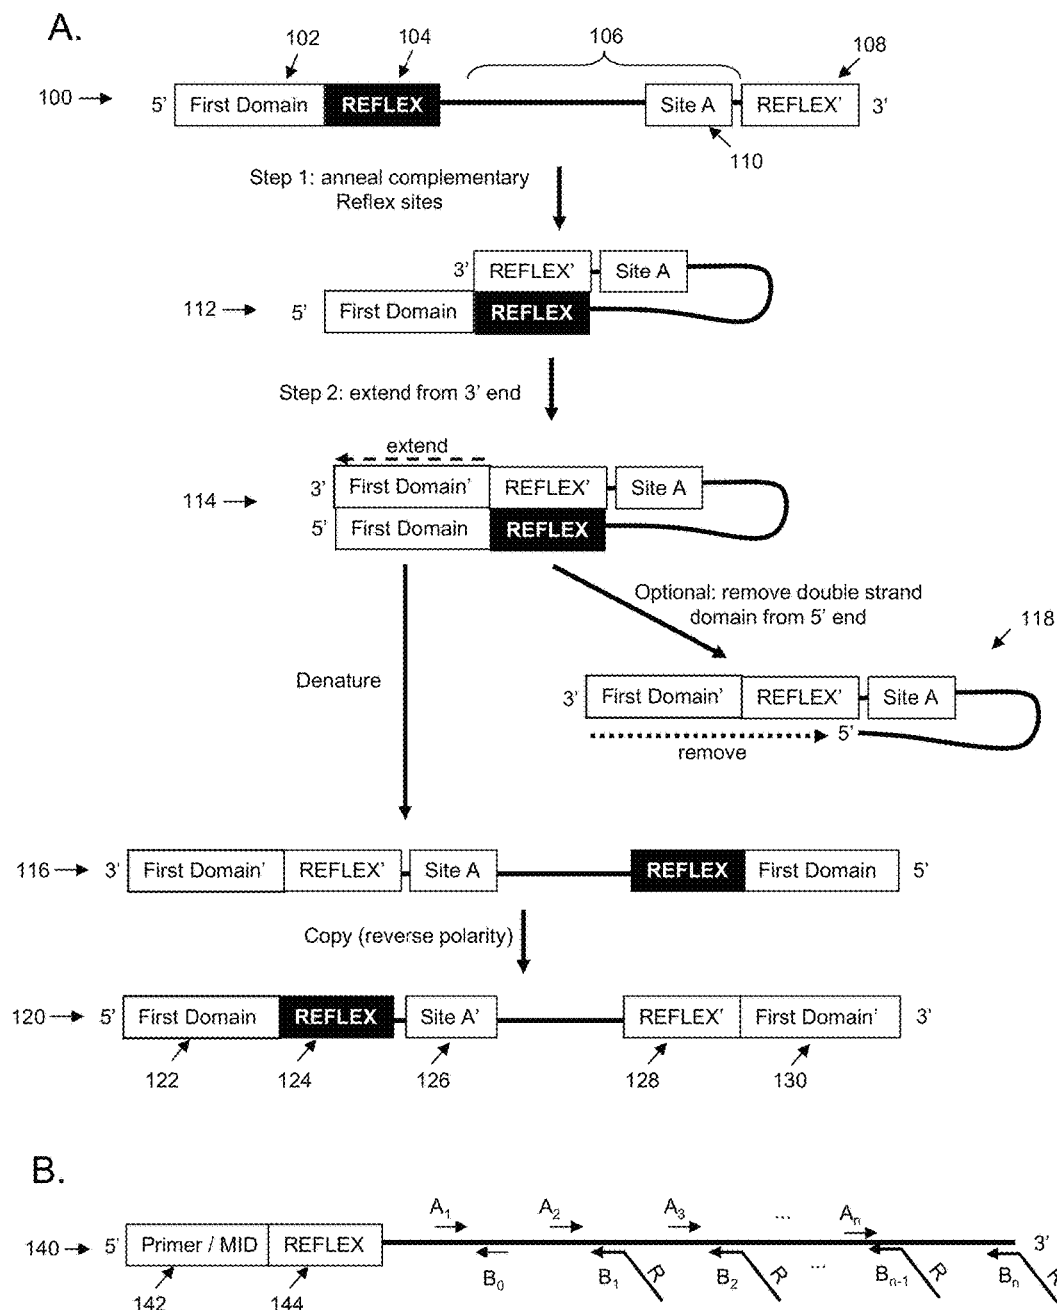 A.
102
104
106
108
100
5'
First Domain
REFLEX
Site A
REFLEX'
3'
110
Step 1: anneal complementary
Reflex sites
3'
REFLEX'
Site A
112
5'
First Domain
REFLEX
Step 2: extend from 3' end
extend
114
3'
First Domain'
REFLEX'
Site A
5'
First Domain
REFLEX
Optional: remove double strand
domain from 5' end
118
Denature
3'
First Domain'
REFLEX'
Site A
5'
remove
116
3'
First Domain'
REFLEX'
Site A
REFLEX
First Domain
5'
Copy (reverse polarity)
120
5'
First Domain
REFLEX
Site A'
REFLEX'
First Domain'
3'
122
124
126
128
130
B.
A1
A2
A3
...
An
140
5'
Primer / MID
REFLEX
3'
B0
B1
R
B2
R
...
Bn-1
R
Bn
R
142
144